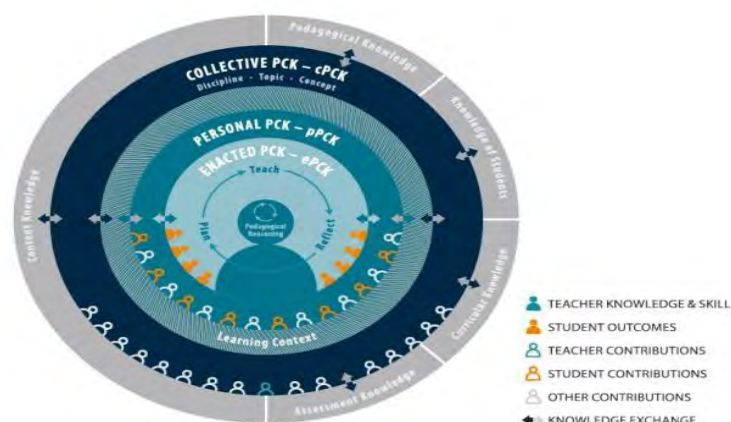 Pedagogical Knowledge
COLLECTIVE PCK – cPCK
Discipline - Topic - Concept
Knowledge of Students
PERSONAL PCK – pPCK
ENACTED PCK – ePCK
Teach
Content Knowledge
Plan
Pedagogical
Reasoning
Reflect
Curricular Knowledge
Learning Context
Assessment Knowledge
TEACHER KNOWLEDGE & SKILL
STUDENT OUTCOMES
TEACHER CONTRIBUTIONS
STUDENT CONTRIBUTIONS
OTHER CONTRIBUTIONS
KNOWLEDGE EXCHANGE